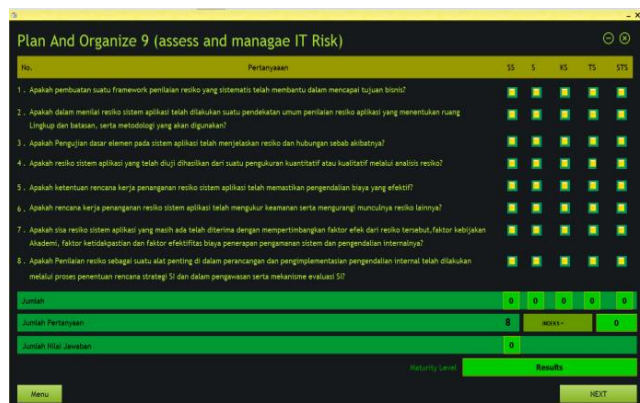 Plan And Organize 9 (assess and managae IT Risk)
No. Pertanyaaan SS S KS TS STS
1 . Apakah pembuatan suatu framework penilaian resiko yang sistematis telah membantu dalam mencapai tujuan bisnis?
2 . Apakah dalam menilai resiko sistem aplikasi telah dilakukan suatu pendekatan umum penilaian resiko aplikasi yang menentukan ruang
Lingkup dan batasan, serta metodologi yang akan digunakan?
3 . Apakah Pengujian dasar elemen pada sistem aplikasi telah menjelaskan resiko dan hubungan sebab akibatnya?
4 . Apakah resiko sistem aplikasi yang telah diuji dihasilkan dari suatu pengukuran kuantitatif atau kualitatif melalui analisis resiko?
5 . Apakah ketentuan rencana kerja penanganan resiko sistem aplikasi telah memastikan pengendalian biaya yang efektif?
6 . Apakah rencana kerja penanganan resiko sistem aplikasi telah mengukur keamanan serta mengurangi munculnya resiko lainnya?
7 . Apakah sisa resiko sistem aplikasi yang masih ada telah diterima dengan mempertimbangkan faktor efek dari resiko tersebut,faktor kebijakan
Akademi, faktor ketidakpastian dan faktor efektifitas biaya penerapan pengamanan sistem dan pengendalian internalnya?
8 . Apakah Penilaian resiko sebagai suatu alat penting di dalam perancangan dan pengimplementasian pengendalian internal telah dilakukan
melalui proses penentuan rencana strategi SI dan dalam pengawasan serta mekanisme evaluasi SI?
Jumlah 0 0 0 0 0
Jumlah Pertanyaan 8 INDEKS= 0
Jumlah Nilai Jawaban 0
Maturity Level Results
Menu NEXT